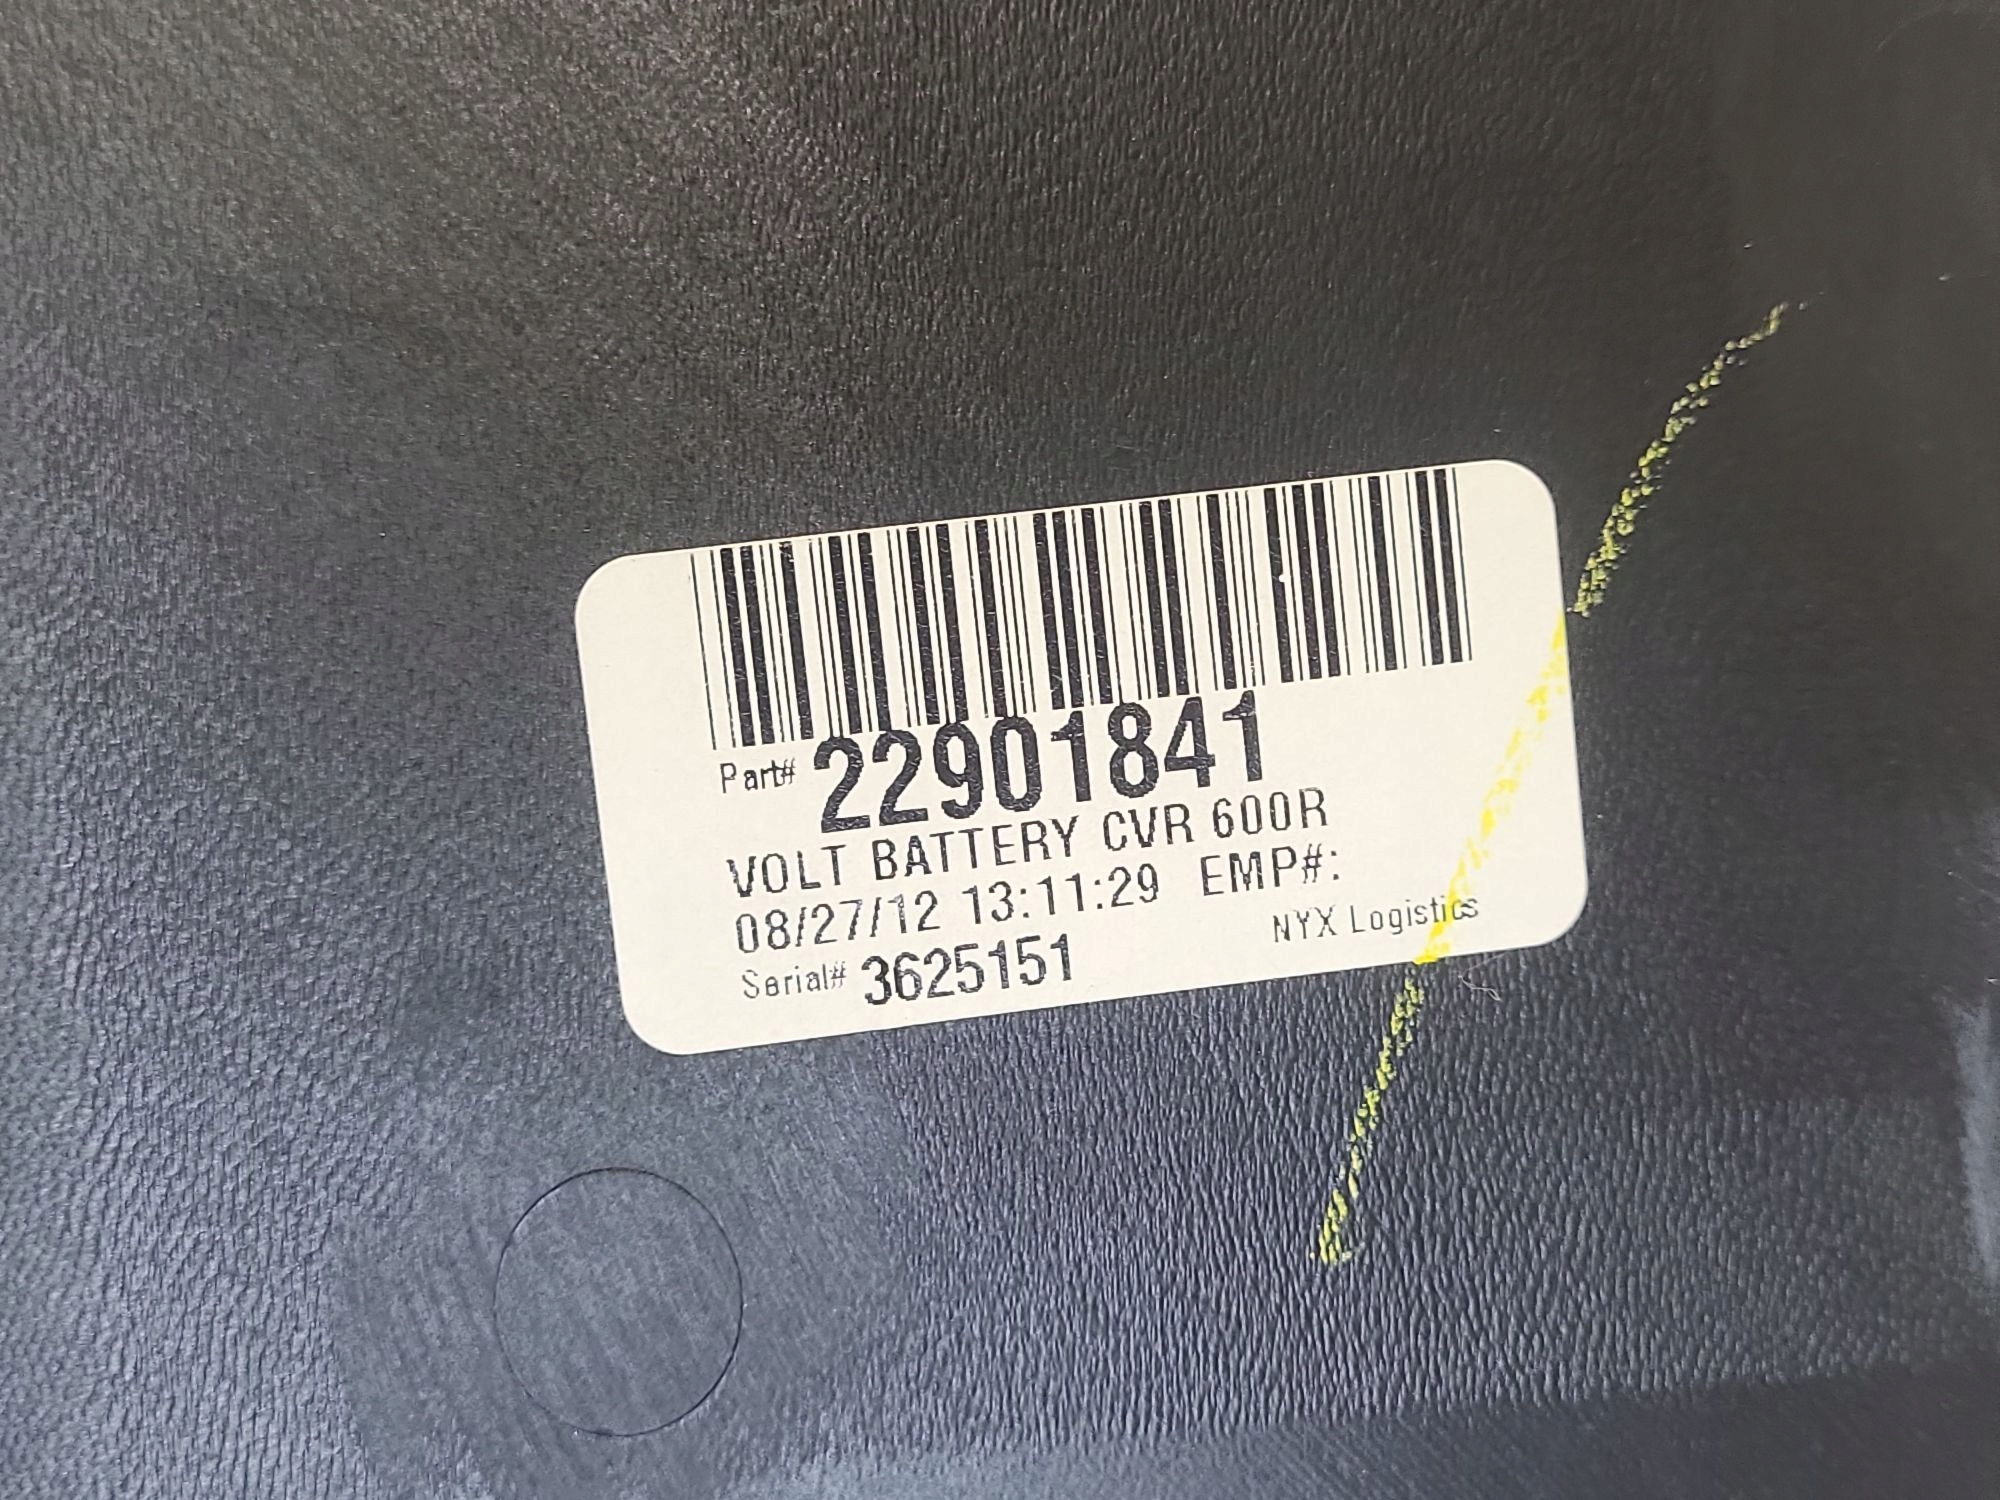 Part# 22901841
VOLT BATTERY CVR 600R
08/27/12 13:11:29 EMP#:
NYX Logistics
Serial# 3625151